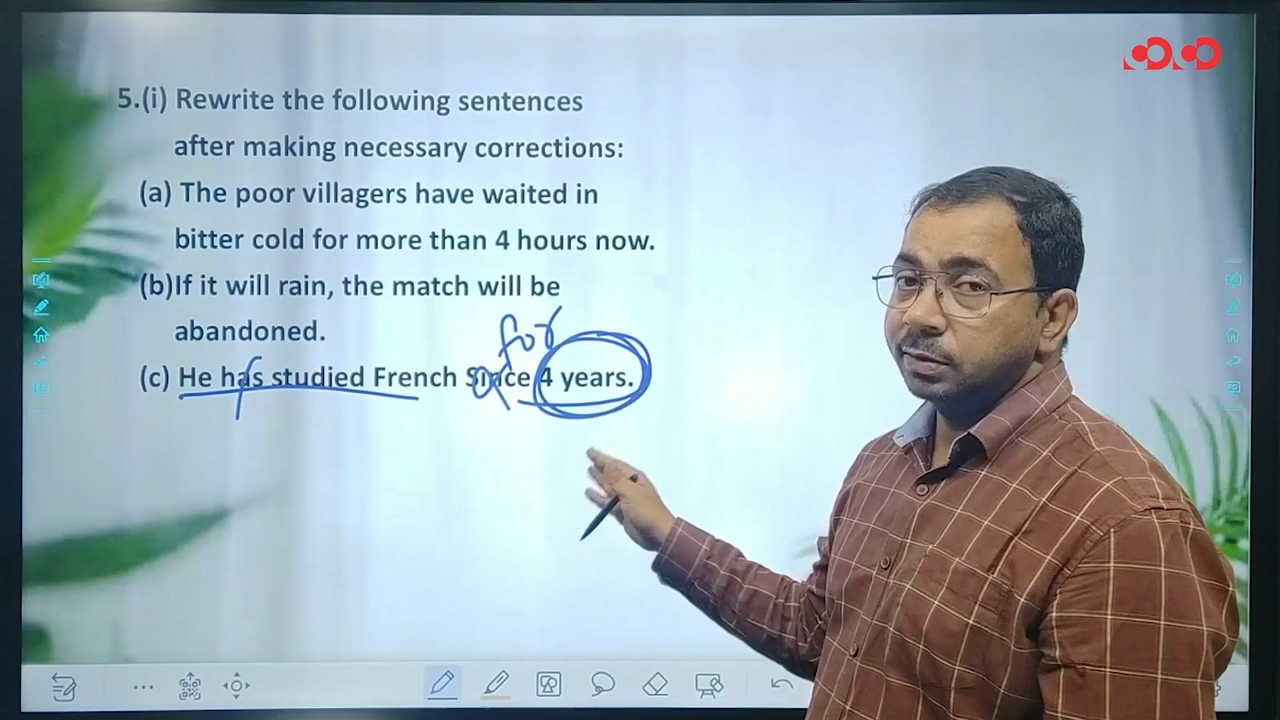 5.(i) Rewrite the following sentences
after making necessary corrections:
(a) The poor villagers have waited in
bitter cold for more than 4 hours now.
(b)If it will rain, the match will be
abandoned.
for
(c) He has studied French Since 4 years.